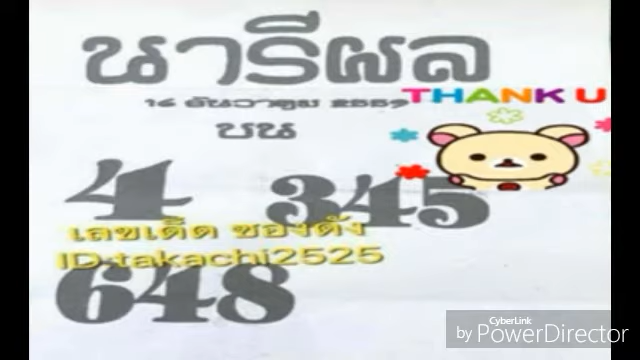 นารีผล
16 ธันวาคม 2559
THANK U
บน
4 345
เลขเด็ด ของดัง
ID:takachi2525
648
CyberLink
by PowerDirector